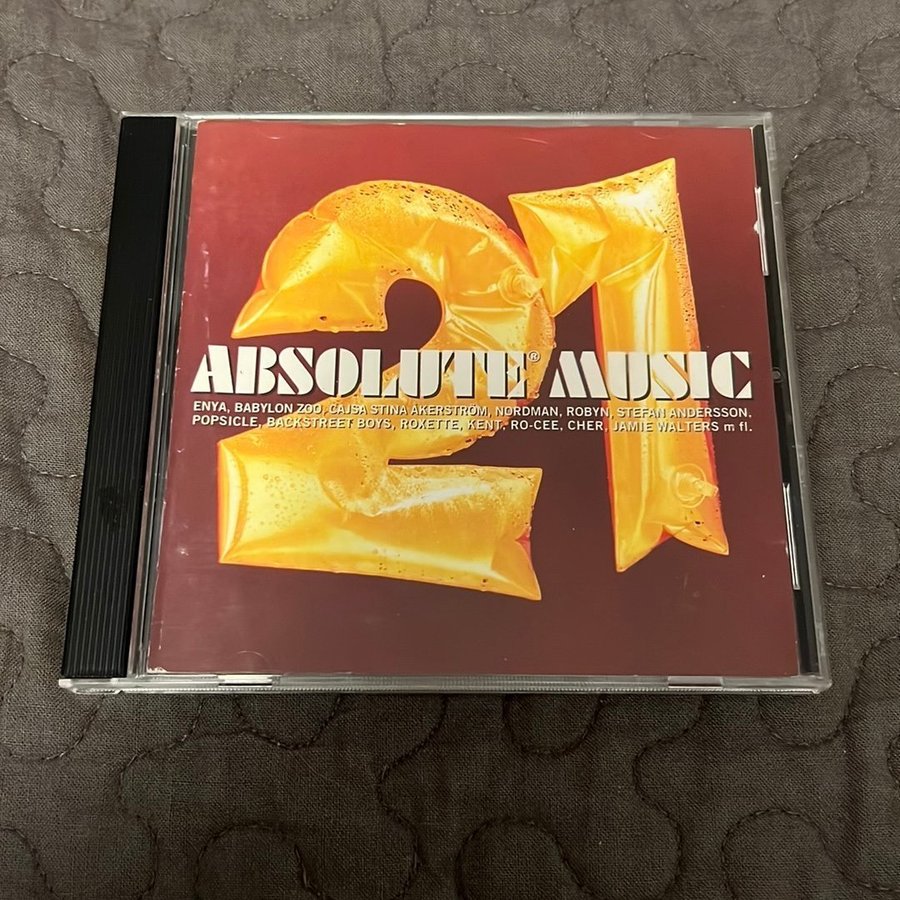 21
ABSOLUTE® MUSIC
ENYA, BABYLON ZOO, CAJSA STINA ÅKERSTRÖM, NORDMAN, ROBYN, STEFAN ANDERSSON,
POPSICLE, BACKSTREET BOYS, ROXETTE, KENT, RO-CEE, CHER, JAMIE WALTERS m fl.